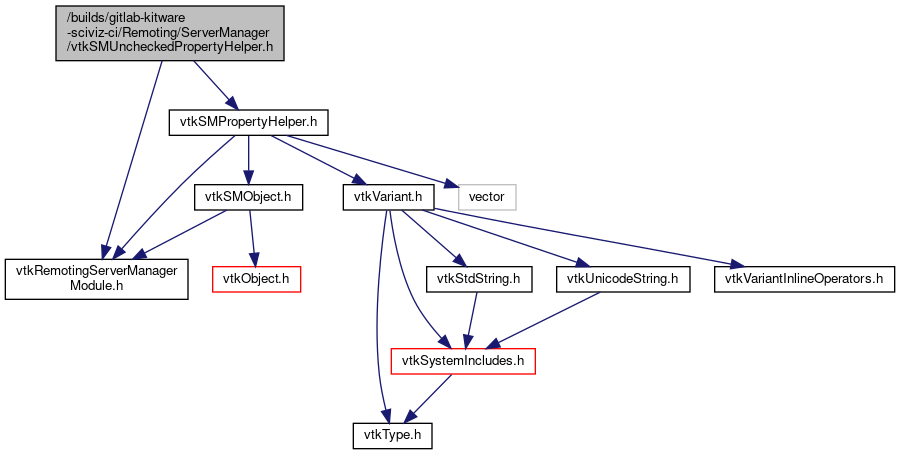 /builds/gitlab-kitware
-sciviz-ci/Remoting/ServerManager
/vtkSMUncheckedPropertyHelper.h
vtkSMPropertyHelper.h
vtkSMObject.h
vtkVariant.h
vector
vtkRemotingServerManager
Module.h
vtkObject.h
vtkStdString.h
vtkUnicodeString.h
vtkVariantInlineOperators.h
vtkSystemIncludes.h
vtkType.h